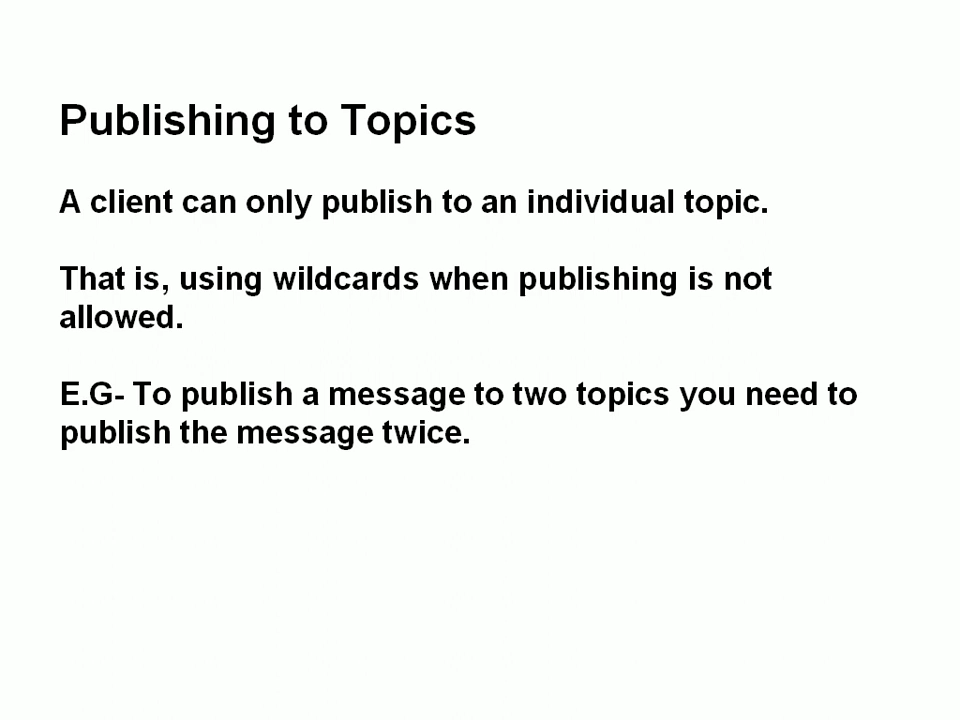 Publishing to Topics
A client can only publish to an individual topic.
That is, using wildcards when publishing is not
allowed.
E.G- To publish a message to two topics you need to
publish the message twice.